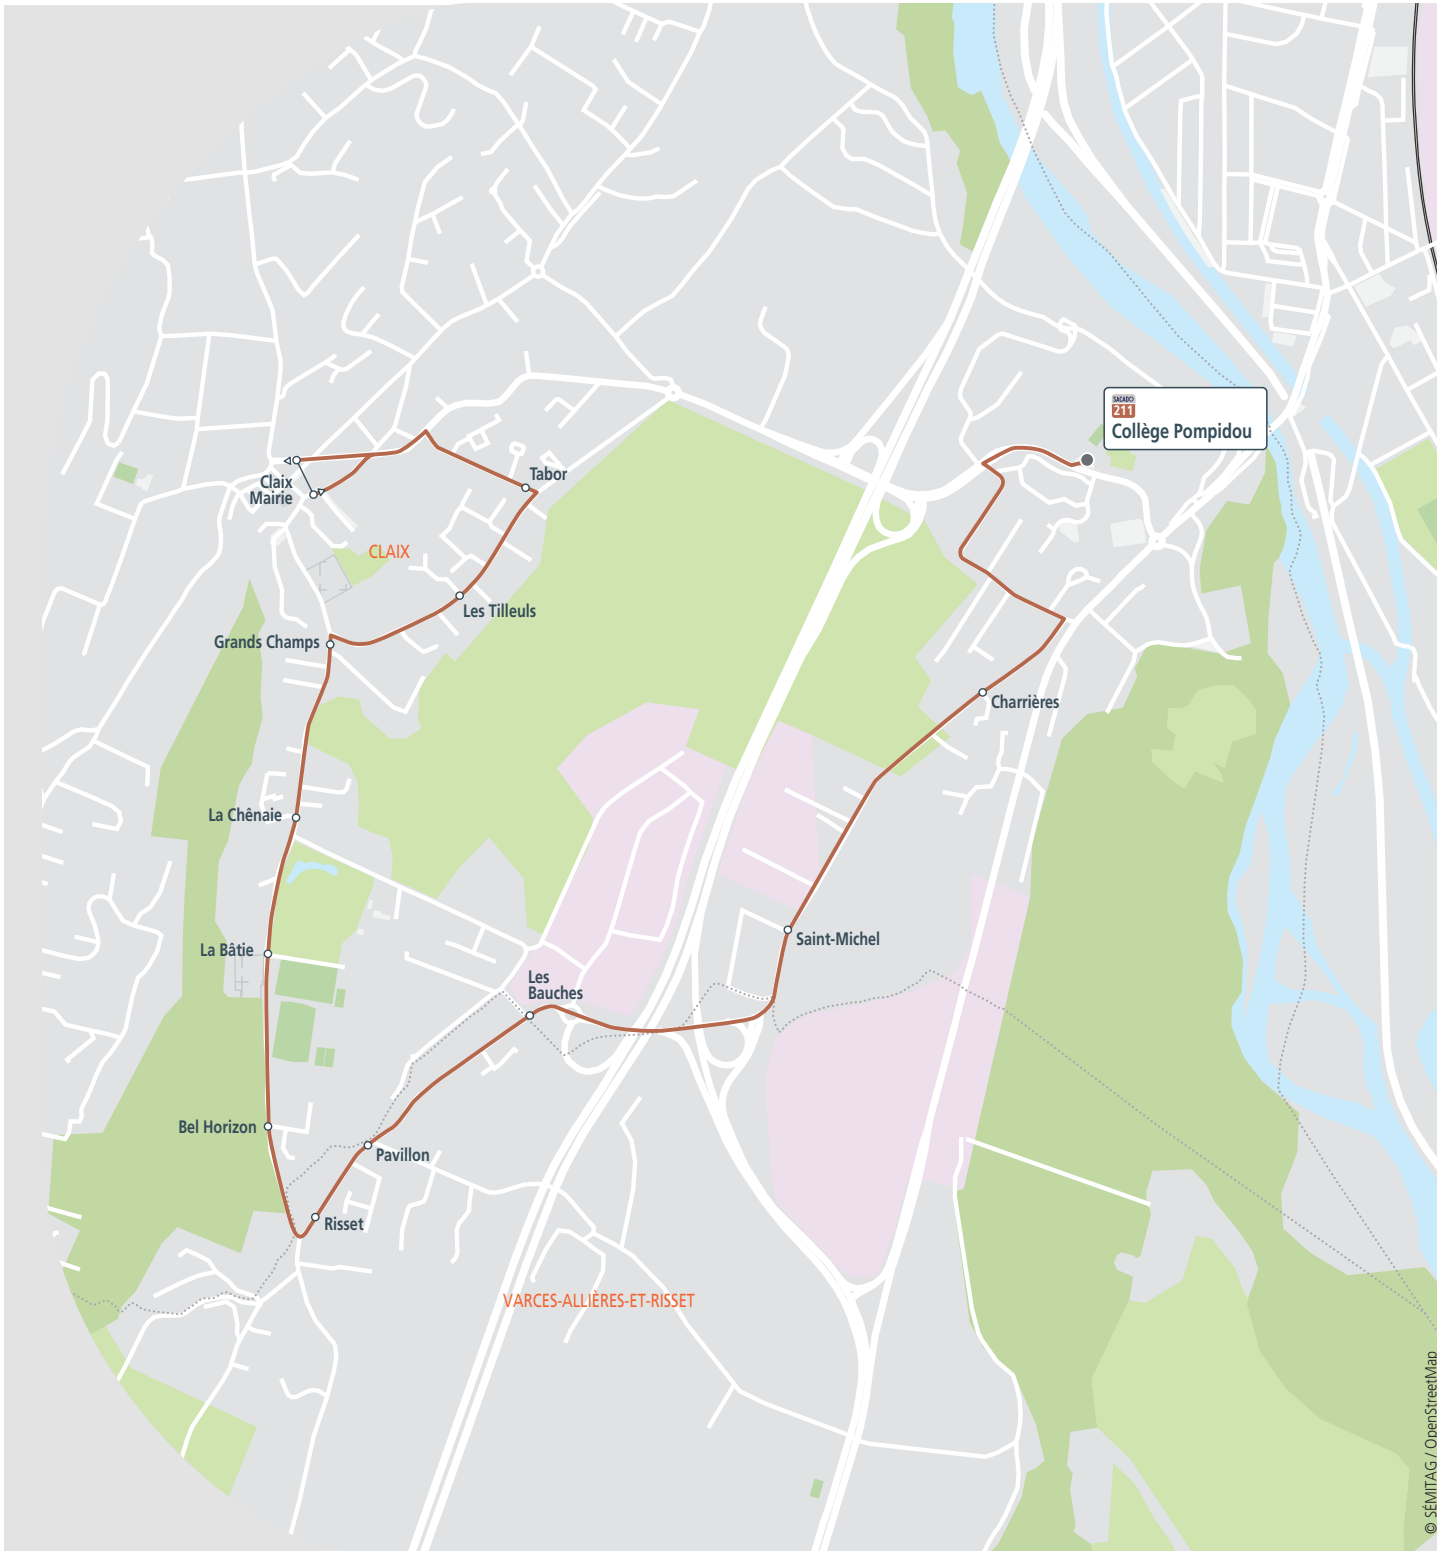 SACADO
211
Collège Pompidou
Tabor
Claix
Mairie
CLAIX
Les Tilleuls
Grands Champs
Charrières
La Chênaie
Saint-Michel
La Bâtie
Les
Bauches
Bel Horizon
Pavillon
Risset
VARCES-ALLIÈRES-ET-RISSET
© SÉMITAG / OpenStreetMap